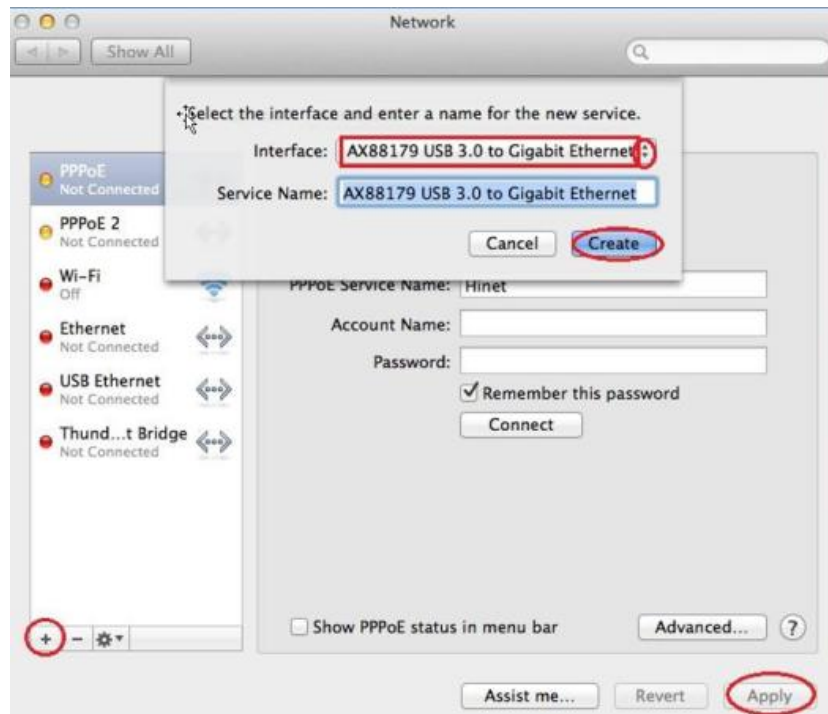 Network
Show All
Select the interface and enter a name for the new service.
Interface: AX88179 USB 3.0 to Gigabit Ethernet
Service Name: AX88179 USB 3.0 to Gigabit Ethernet
Cancel Create
PPPoE
Not Connected
PPPoE 2
Not Connected
Wi-Fi
Off
Ethernet
Not Connected
USB Ethernet
Not Connected
Thund...t Bridge
Not Connected
PPPoE Service Name: Hinet
Account Name:
Password:
Remember this password
Connect
Show PPPoE status in menu bar
Advanced... ?
+ −
Assist me... Revert Apply